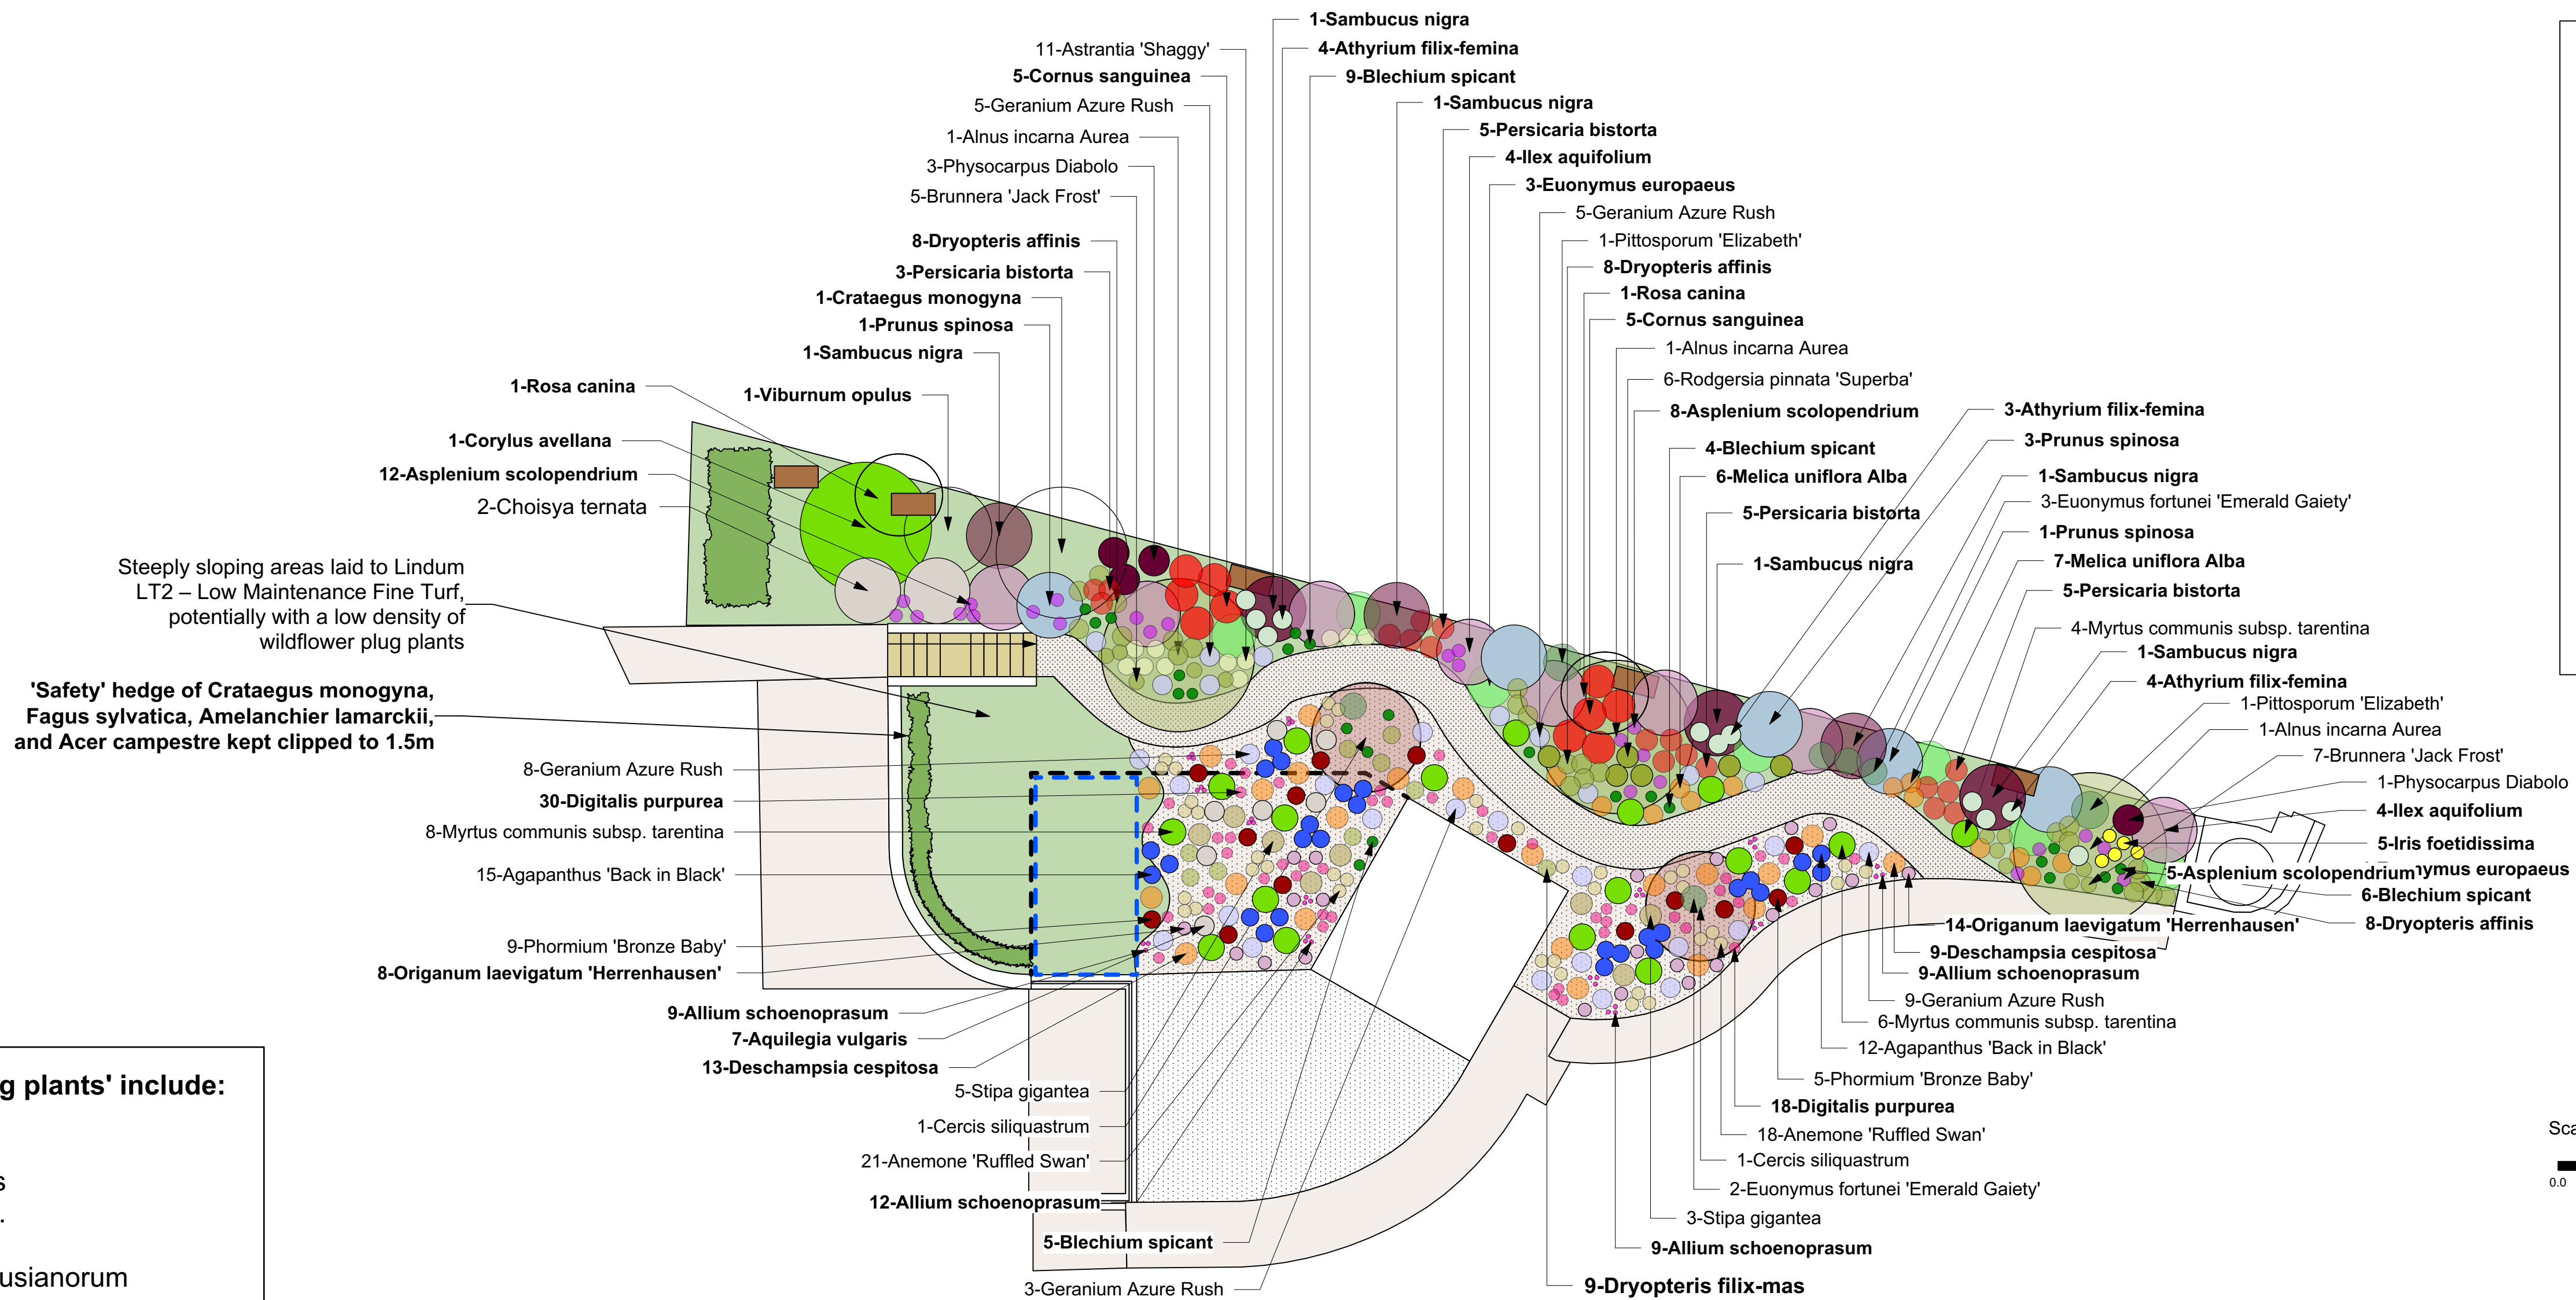 1-Sambucus nigra
11-Astrantia 'Shaggy'
4-Athyrium filix-femina
5-Cornus sanguinea
9-Blechium spicant
5-Geranium Azure Rush
1-Sambucus nigra
1-Alnus incarna Aurea
5-Persicaria bistorta
3-Physocarpus Diabolo
4-Ilex aquifolium
5-Brunnera 'Jack Frost'
3-Euonymus europaeus
5-Geranium Azure Rush
8-Dryopteris affinis
1-Pittosporum 'Elizabeth'
3-Persicaria bistorta
8-Dryopteris affinis
1-Crataegus monogyna
1-Rosa canina
1-Prunus spinosa
5-Cornus sanguinea
1-Sambucus nigra
1-Alnus incarna Aurea
1-Rosa canina
1-Viburnum opulus
6-Rodgersia pinnata 'Superba'
8-Asplenium scolopendrium
3-Athyrium filix-femina
1-Corylus avellana
4-Blechium spicant
3-Prunus spinosa
12-Asplenium scolopendrium
6-Melica uniflora Alba
1-Sambucus nigra
2-Choisya ternata
5-Persicaria bistorta
3-Euonymus fortunei 'Emerald Gaiety'
1-Prunus spinosa
1-Sambucus nigra
7-Melica uniflora Alba
5-Persicaria bistorta
Steeply sloping areas laid to Lindum
LT2 – Low Maintenance Fine Turf,
potentially with a low density of
wildflower plug plants
4-Myrtus communis subsp. tarentina
1-Sambucus nigra
4-Athyrium filix-femina
'Safety' hedge of Crataegus monogyna,
Fagus sylvatica, Amelanchier lamarckii,
and Acer campestre kept clipped to 1.5m
1-Pittosporum 'Elizabeth'
1-Alnus incarna Aurea
7-Brunnera 'Jack Frost'
8-Geranium Azure Rush
1-Physocarpus Diabolo
30-Digitalis purpurea
4-Ilex aquifolium
8-Myrtus communis subsp. tarentina
5-Iris foetidissima
15-Agapanthus 'Back in Black'
5-Asplenium scolopendrium
europaeus
6-Blechium spicant
8-Dryopteris affinis
9-Phormium 'Bronze Baby'
14-Origanum laevigatum 'Herrenhausen'
8-Origanum laevigatum 'Herrenhausen'
9-Deschampsia cespitosa
9-Allium schoenoprasum
9-Geranium Azure Rush
9-Allium schoenoprasum
6-Myrtus communis subsp. tarentina
7-Aquilegia vulgaris
12-Agapanthus 'Back in Black'
13-Deschampsia cespitosa
5-Phormium 'Bronze Baby'
5-Stipa gigantea
18-Digitalis purpurea
1-Cercis siliquastrum
18-Anemone 'Ruffled Swan'
21-Anemone 'Ruffled Swan'
1-Cercis siliquastrum
12-Allium schoenoprasum
2-Euonymus fortunei 'Emerald Gaiety'
3-Stipa gigantea
5-Blechium spicant
9-Allium schoenoprasum
3-Geranium Azure Rush
9-Dryopteris filix-mas
g plants' include:
s
.
usianorum
Sca
0.0